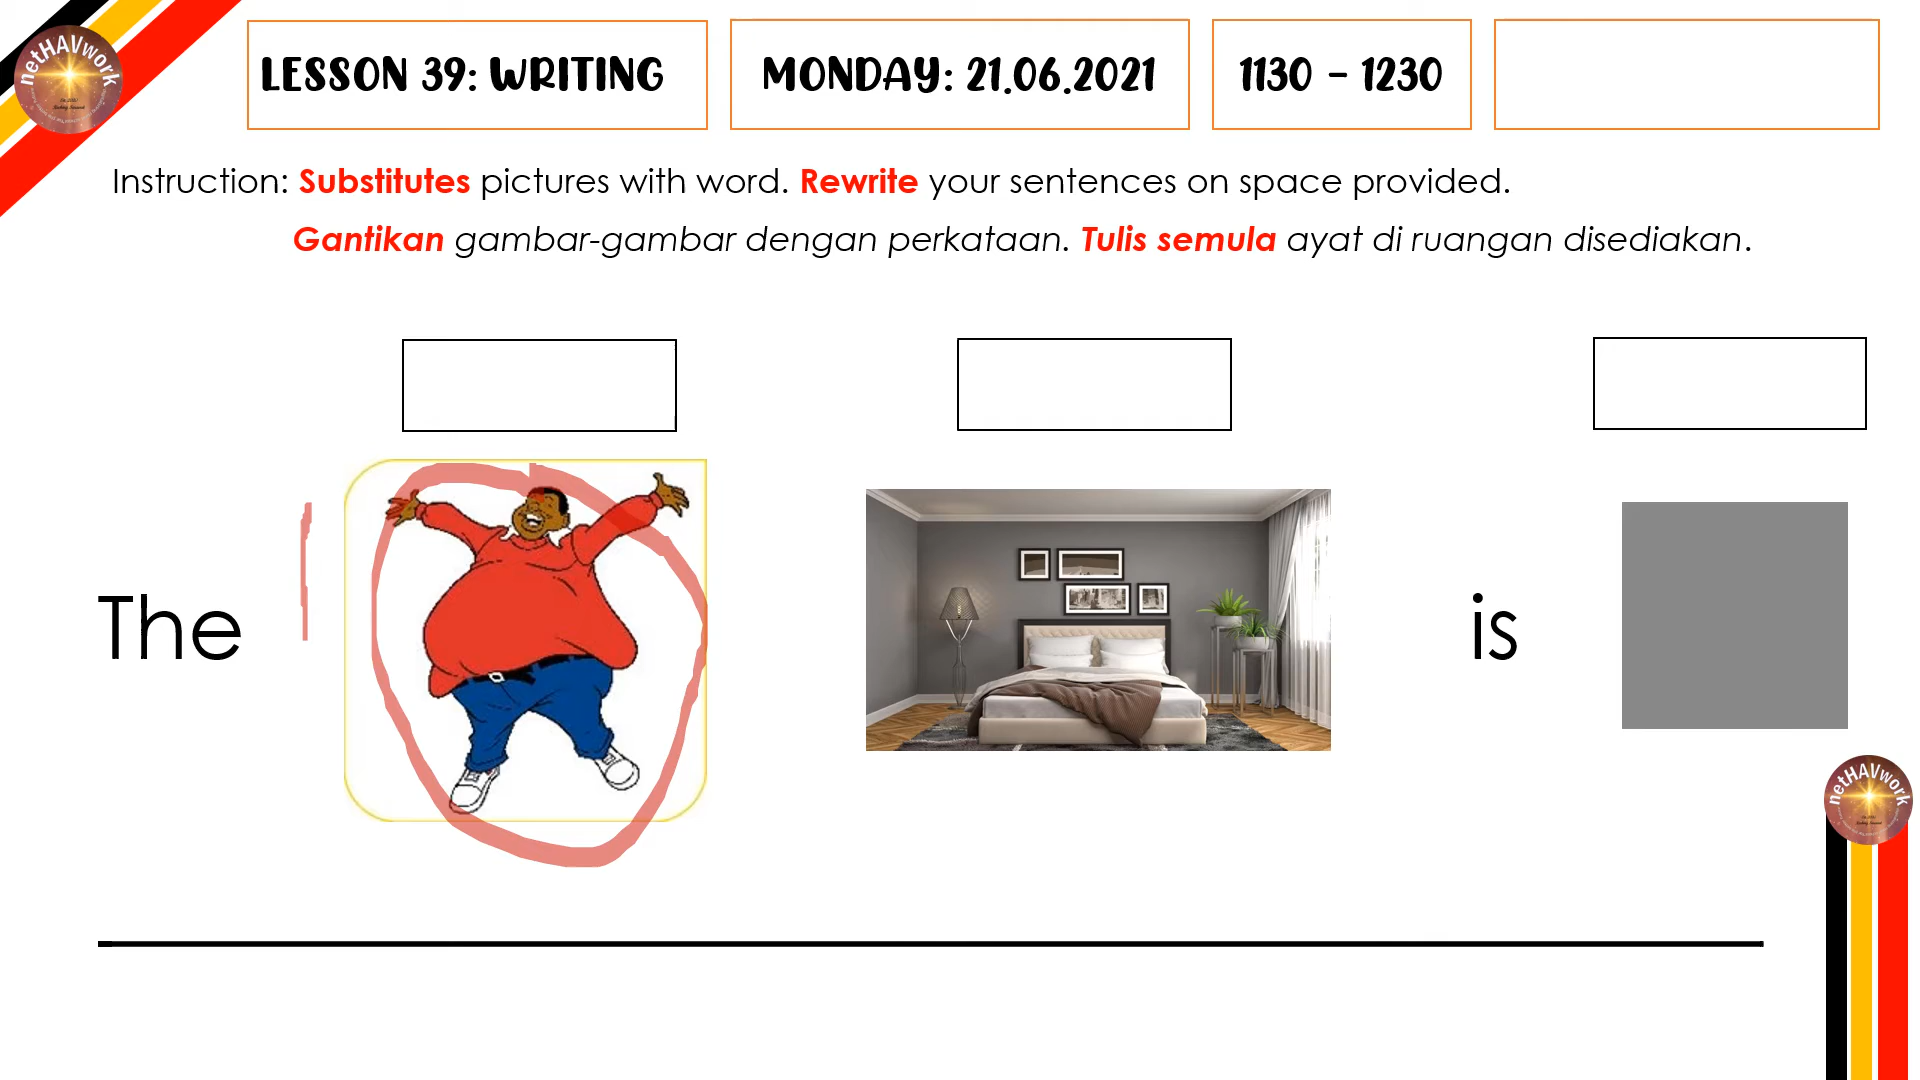 netHAVwork
LESSON 39: WRITING
MONDAY: 21.06.2021
1130 - 1230
Instruction: Substitutes pictures with word. Rewrite your sentences on space provided.
Gantikan gambar-gambar dengan perkataan. Tulis semula ayat di ruangan disediakan.
The
is
netHAVwork